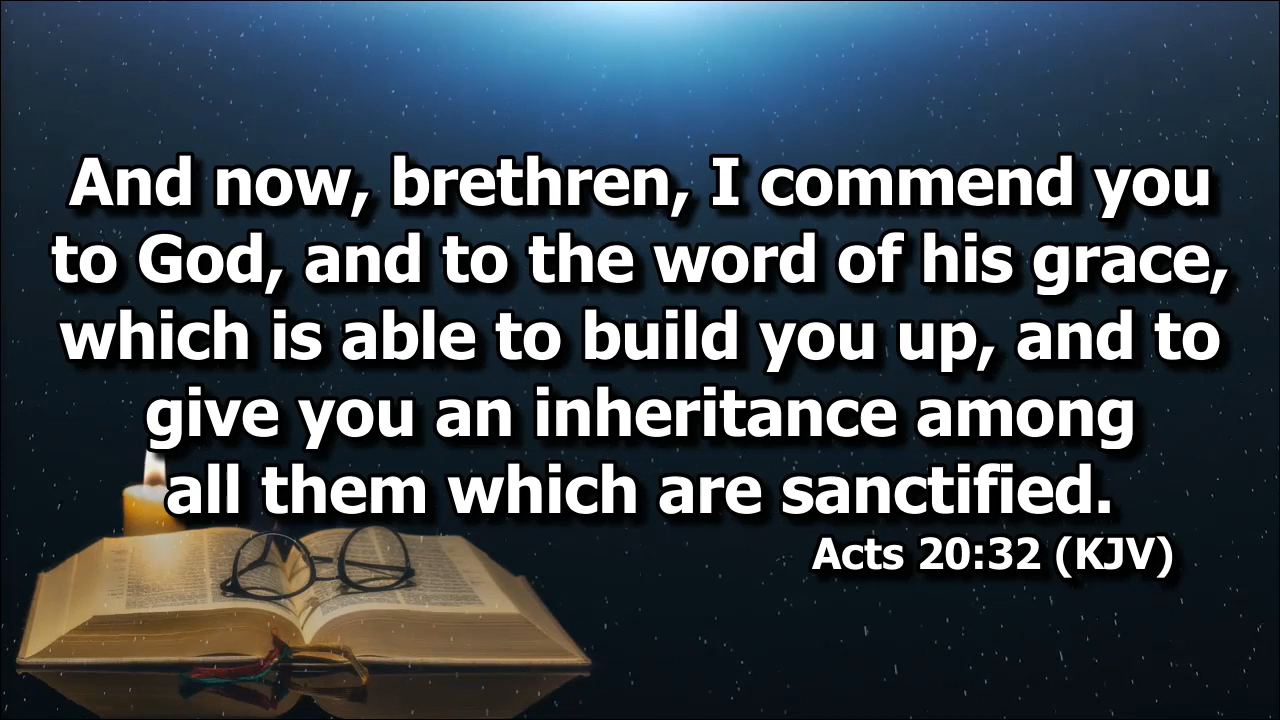 And now, brethren, I commend you
to God, and to the word of his grace,
which is able to build you up, and to
give you an inheritance among
all them which are sanctified.
Acts 20:32 (KJV)